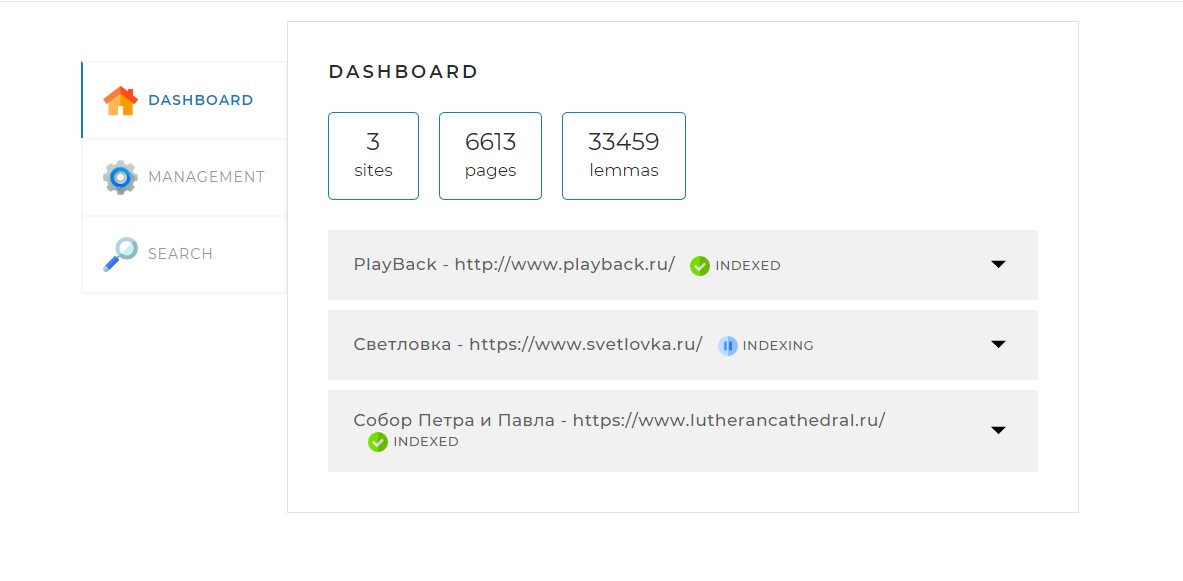 DASHBOARD
MANAGEMENT
SEARCH
DASHBOARD
3
sites
6613
pages
33459
lemmas
PlayBack - http://www.playback.ru/ INDEXED
Светловка - https://www.svetlovka.ru/ INDEXING
Собор Петра и Павла - https://www.lutherancathedral.ru/
INDEXED